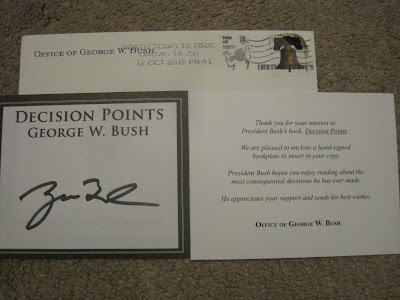 OFFICE OF GEORGE W. BUSH
12 OCT 2012 PM 4 L
DECISION POINTS
GEORGE W. BUSH
Thank you for your interest in
President Bush's book, Decision Points.
We are pleased to enclose a hand-signed
bookplate to insert in your copy.
President Bush hopes you enjoy reading about the
most consequential decisions he has ever made.
He appreciates your support and sends his best wishes.
OFFICE OF GEORGE W. BUSH